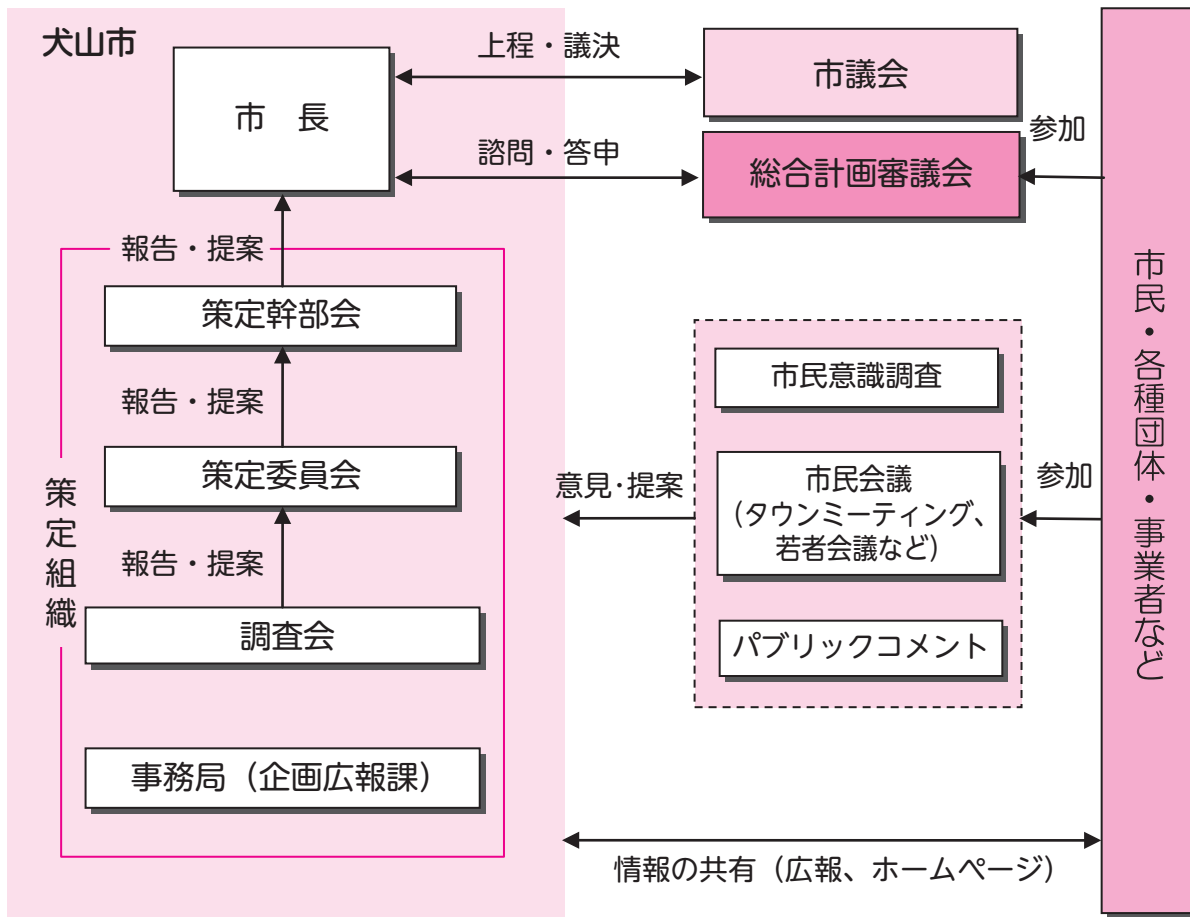 犬山市
市　長
上程・議決
市議会
諮問・答申
総合計画審議会
参加
報告・提案
策定幹部会
報告・提案
策定委員会
報告・提案
調査会
事務局（企画広報課）
策定組織
意見･提案
市民意識調査
市民会議
（タウンミーティング、
若者会議など）
パブリックコメント
参加
市民・各種団体・事業者など
情報の共有（広報、ホームページ）